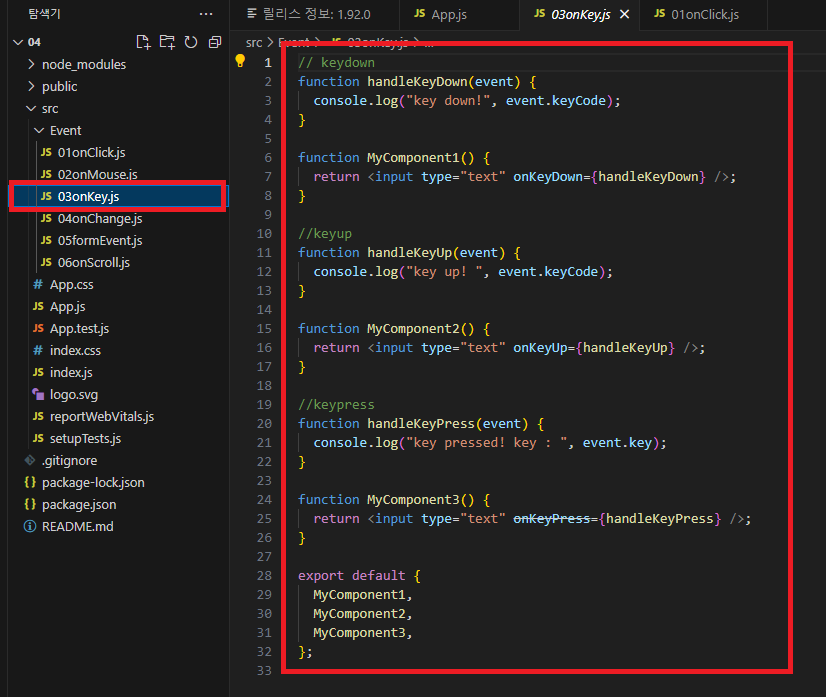 탐색기 ···
04
node_modules
public
src
Event
JS 01onClick.js
JS 02onMouse.js
JS 03onKey.js
JS 04onChange.js
JS 05formEvent.js
JS 06onScroll.js
# App.css
JS App.js
JS App.test.js
# index.css
JS index.js
logo.svg
JS reportWebVitals.js
JS setupTests.js
.gitignore
{} package-lock.json
{} package.json
README.md
릴리스 정보: 1.92.0
JS App.js
JS 03onKey.js
JS 01onClick.js
src > Event > JS 03onKey.js > ...
1 // keydown
2 function handleKeyDown(event) {
3 console.log("key down!", event.keyCode);
4 }
5
6 function MyComponent1() {
7 return <input type="text" onKeyDown={handleKeyDown} />;
8 }
9
10 //keyup
11 function handleKeyUp(event) {
12 console.log("key up! ", event.keyCode);
13 }
14
15 function MyComponent2() {
16 return <input type="text" onKeyUp={handleKeyUp} />;
17 }
18
19 //keypress
20 function handleKeyPress(event) {
21 console.log("key pressed! key : ", event.key);
22 }
23
24 function MyComponent3() {
25 return <input type="text" onKeyPress={handleKeyPress} />;
26 }
27
28 export default {
29 MyComponent1,
30 MyComponent2,
31 MyComponent3,
32 };
33